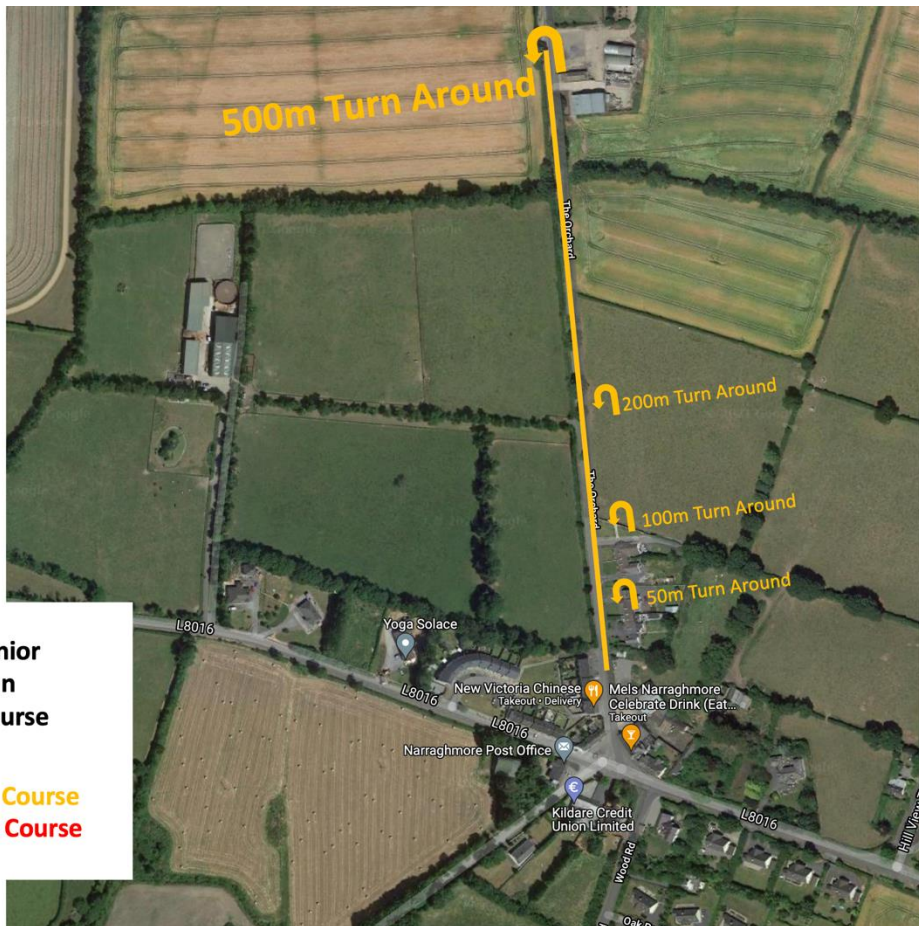 500m Turn Around
The Orchard
200m Turn Around
The Orchard
100m Turn Around
50m Turn Around
L8016
Yoga Solace
L8016
New Victoria Chinese
Takeout • Delivery
Mels Narraghmore
Celebrate Drink (Eat...
Takeout
L8016
Narraghmore Post Office
Kildare Credit
Union Limited
L8016
Wood Rd
Hill View
nior
n
urse
Course
Course